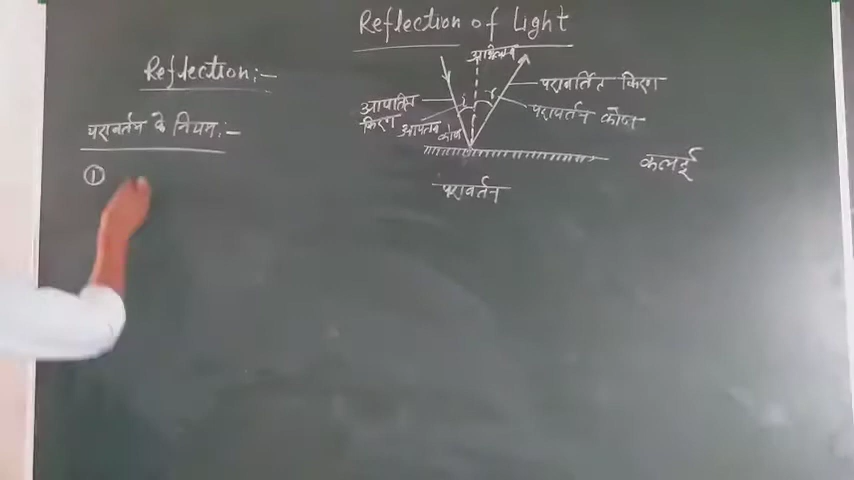 Reflection of Light
Reflection:-
अभिलम्ब
परावर्तित किरण
आपतित
किरण
i
r
परावर्तन कोण
आपतन कोण
परावर्तन के नियम:-
कलई
①
परावर्तन